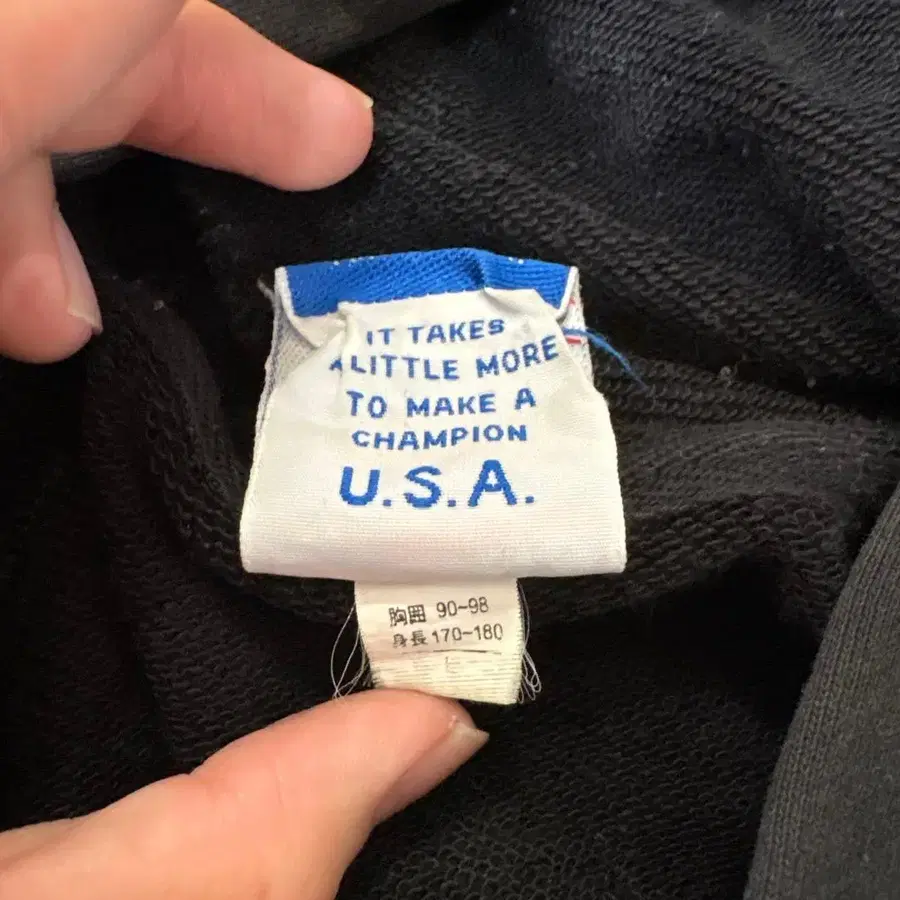 IT TAKES
A LITTLE MORE
TO MAKE A
CHAMPION
U.S.A.
胸囲 90~98
身長 170~180
L